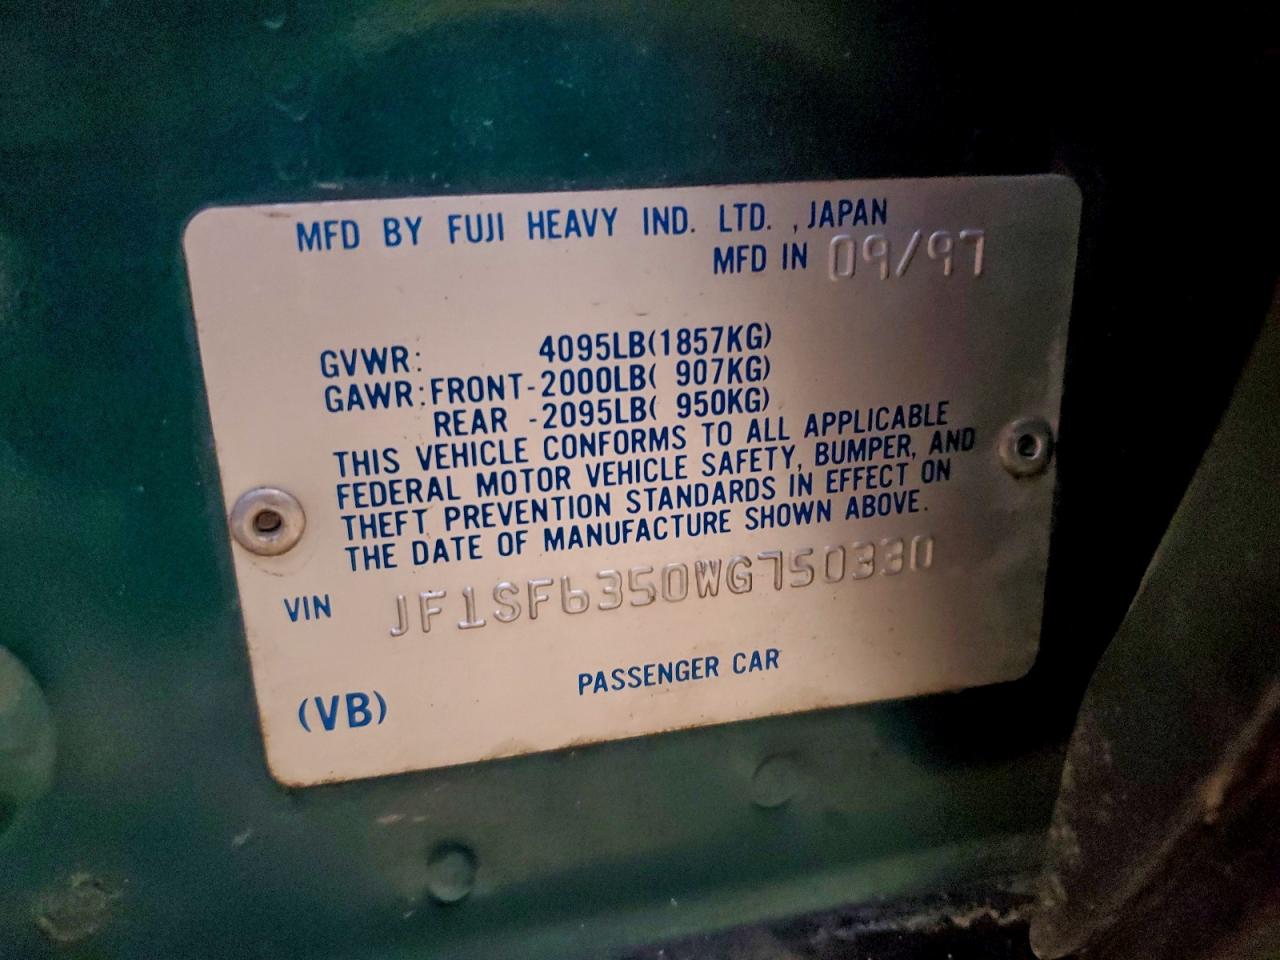 MFD BY FUJI HEAVY IND. LTD. , JAPAN
MFD IN 09/97
GVWR: 4095LB(1857KG)
GAWR:FRONT-2000LB( 907KG)
REAR -2095LB( 950KG)
THIS VEHICLE CONFORMS TO ALL APPLICABLE
FEDERAL MOTOR VEHICLE SAFETY, BUMPER, AND
THEFT PREVENTION STANDARDS IN EFFECT ON
THE DATE OF MANUFACTURE SHOWN ABOVE.
VIN JF1SF6350WG750330
PASSENGER CAR
(VB)